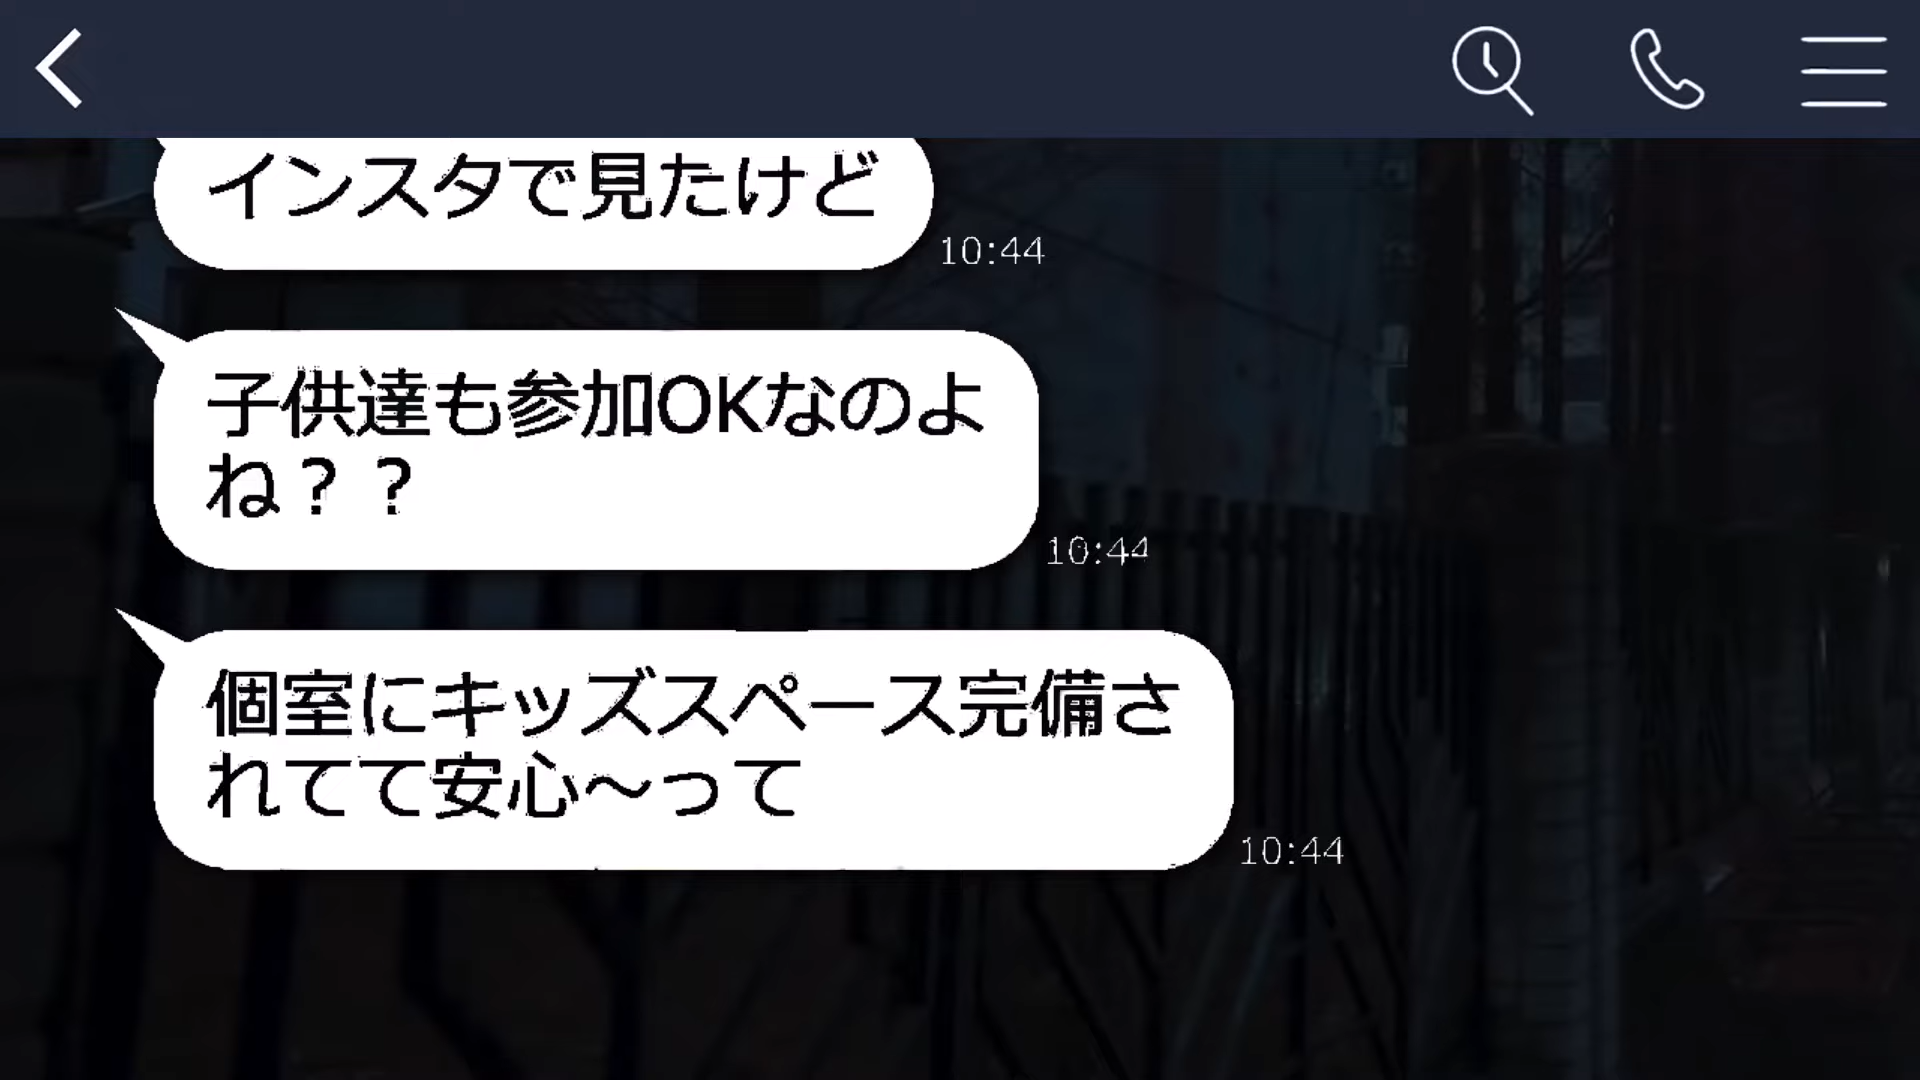 インスタで見たけど
10:44
子供達も参加OKなのよ
ね？？
10:44
個室にキッズスペース完備さ
れてて安心～って
10:44